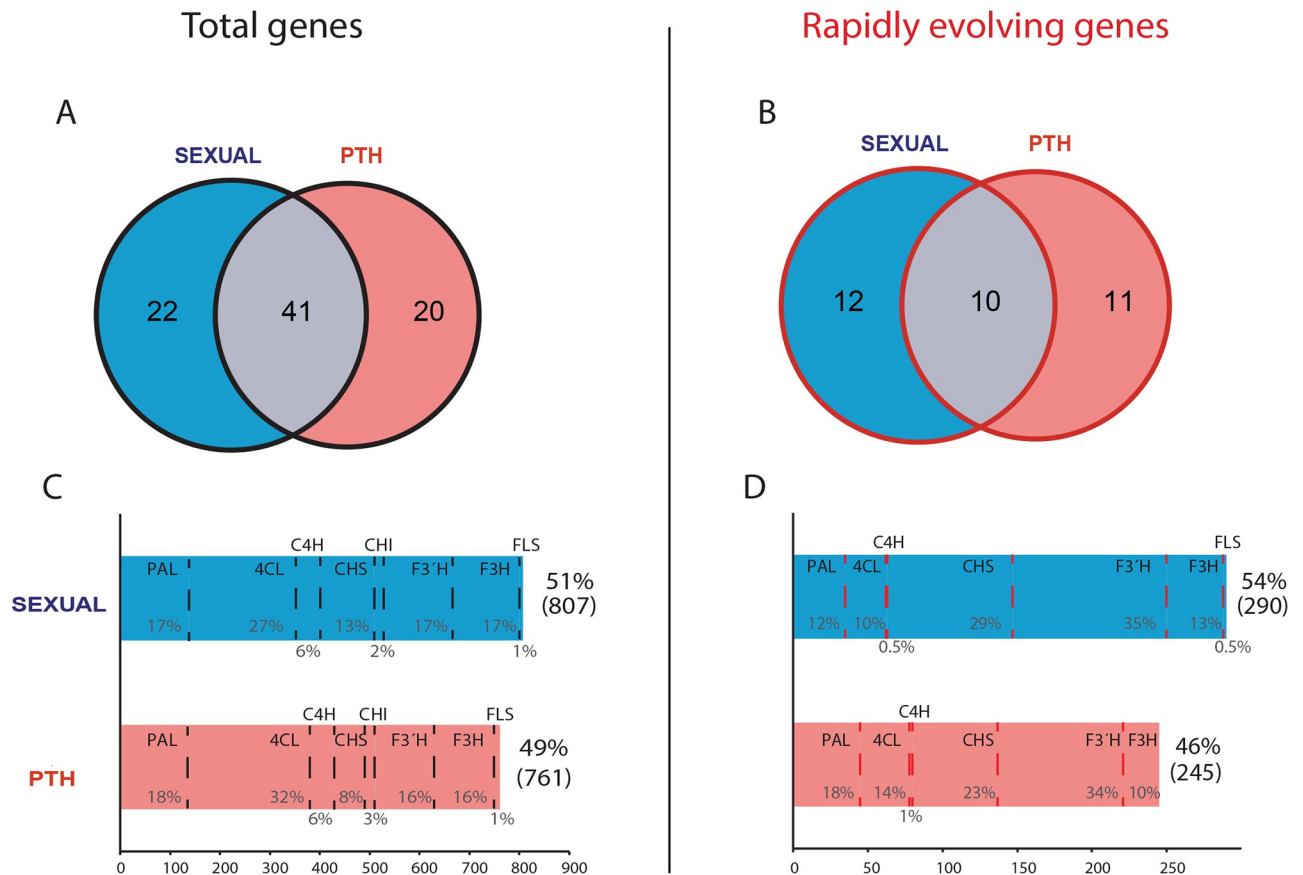 Total genes
Rapidly evolving genes
A
SEXUAL PTH
22 41 20
B
SEXUAL PTH
12 10 11
C
C4H CHI FLS
PAL 4CL CHS F3´H F3H
SEXUAL
17% 27% 13% 17% 17%
6% 2% 1%
51%
(807)
C4H CHI FLS
PAL 4CL CHS F3´H F3H
PTH
18% 32% 8% 16% 16%
6% 3% 1%
49%
(761)
0 100 200 300 400 500 600 700 800 900
D
C4H FLS
PAL 4CL CHS F3´H F3H
12% 10% 29% 35% 13%
0.5% 0.5%
54%
(290)
C4H
PAL 4CL CHS F3´H F3H
18% 14% 23% 34% 10%
1%
46%
(245)
0 50 100 150 200 250